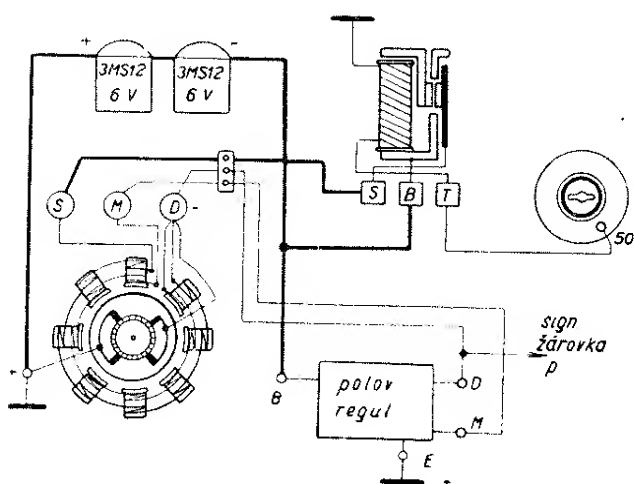 + -
3MS12
6 V
3MS12
6 V
S M D -
S B T
50
sign
žárovka
p
+
B
polov
regul
D
M
E